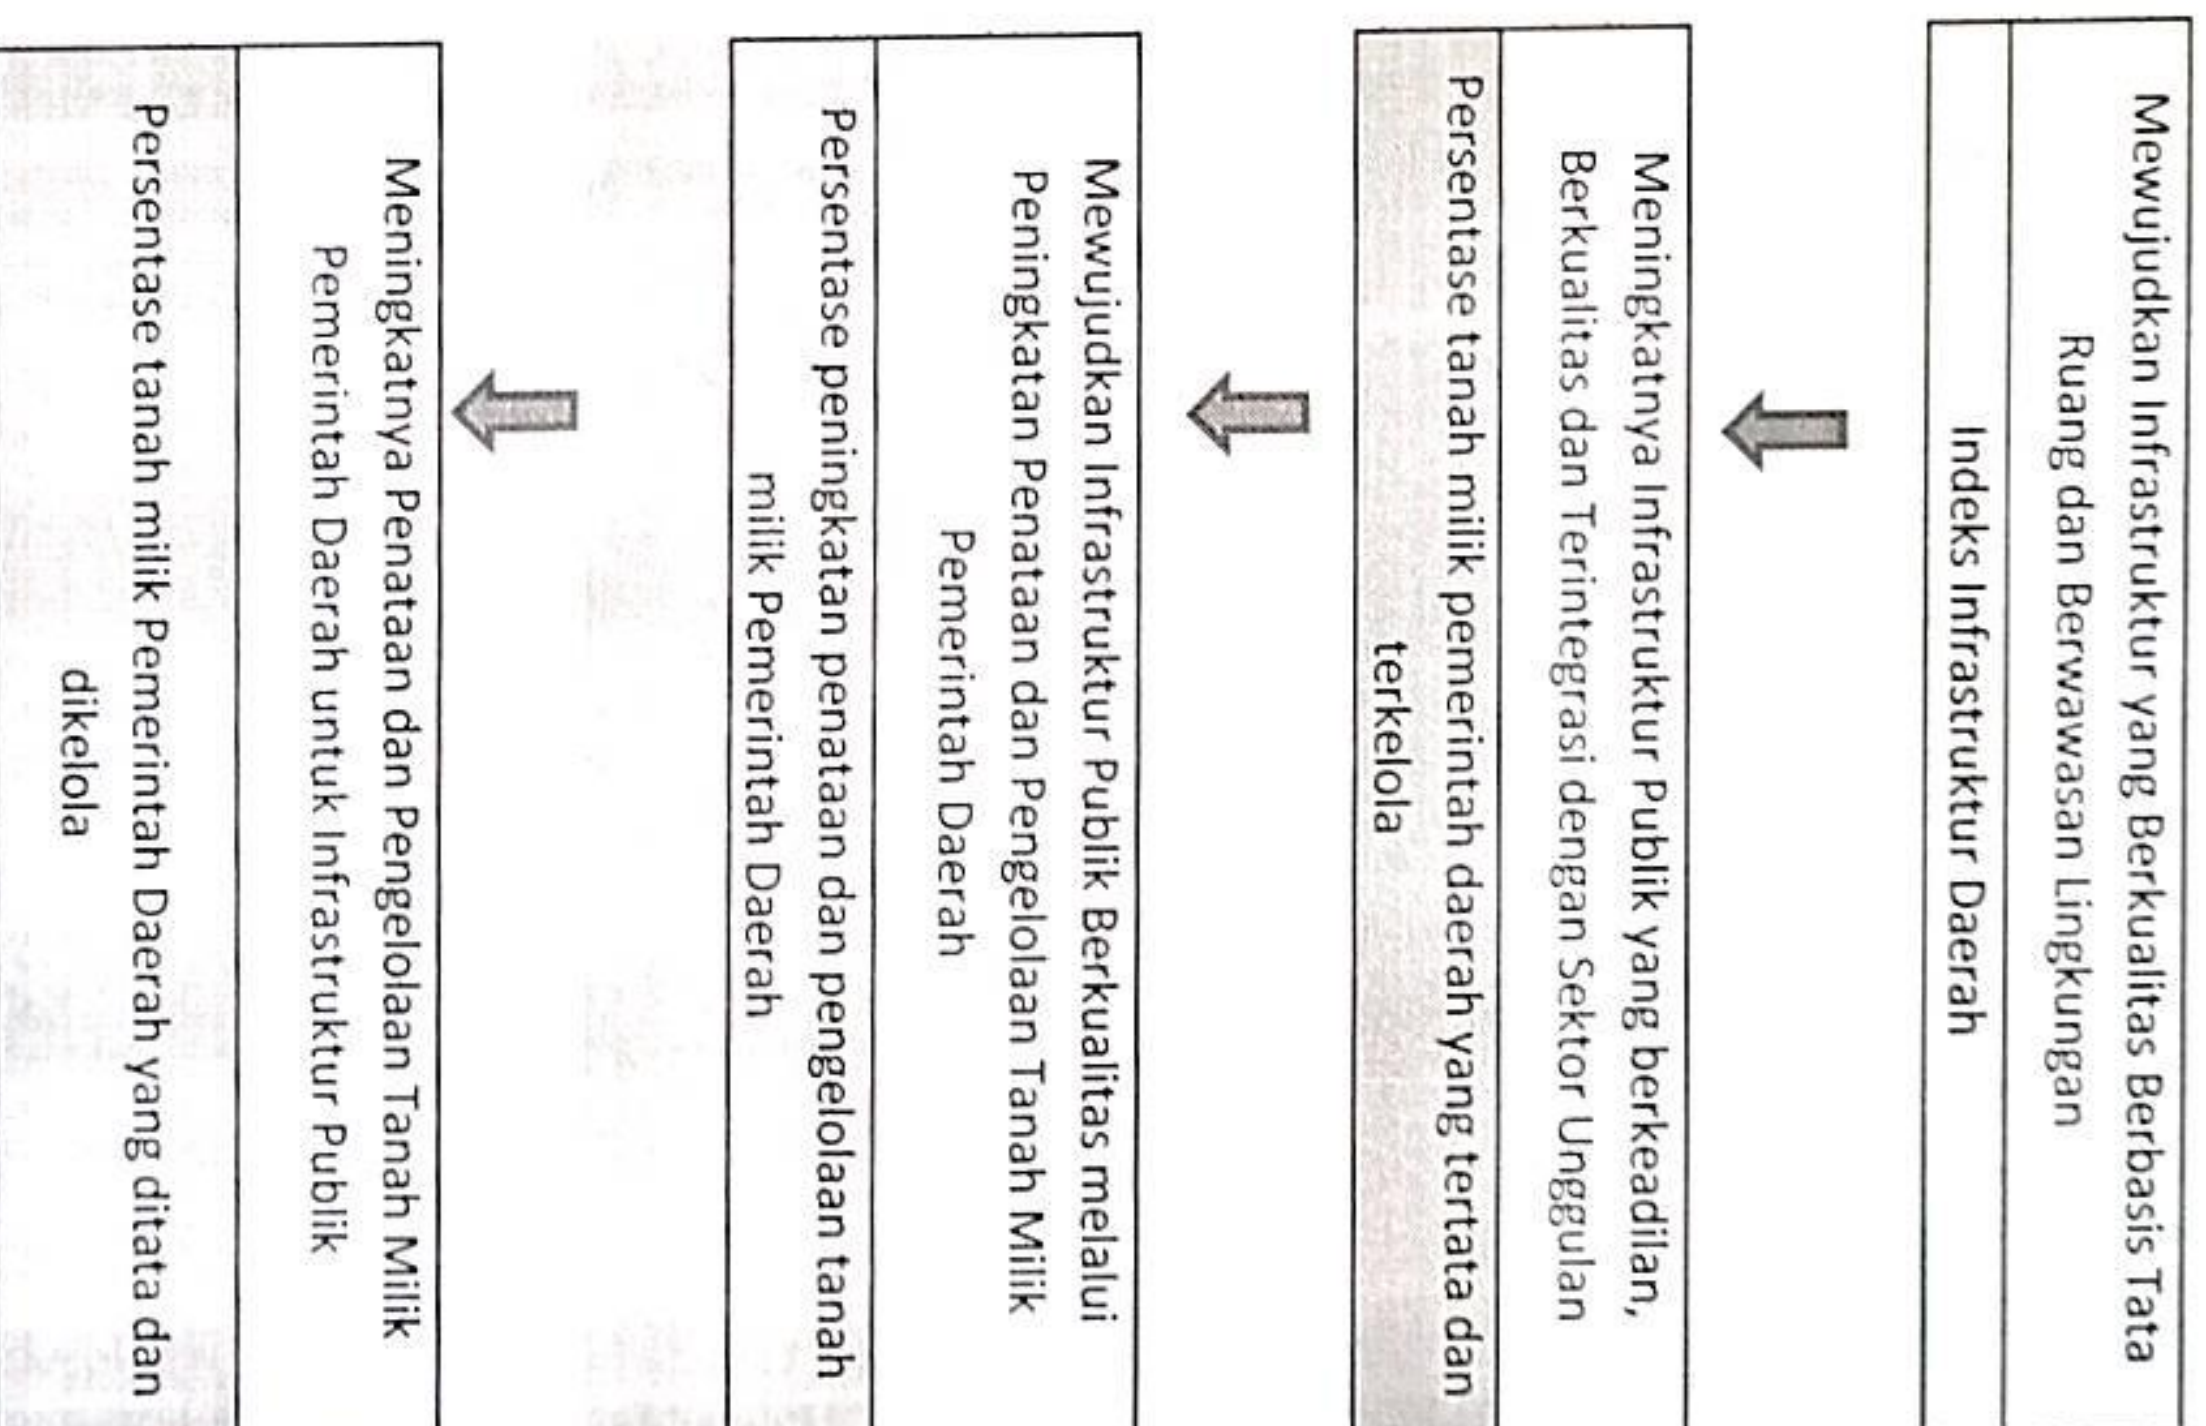 Mewujudkan Infrastruktur yang Berkualitas Berbasis Tata
Ruang dan Berwawasan Lingkungan
Indeks Infrastruktur Daerah
Meningkatnya Infrastruktur Publik yang berkeadilan,
Berkualitas dan Terintegrasi dengan Sektor Unggulan
Persentase tanah milik pemerintah daerah yang tertata dan
terkelola
Mewujudkan Infrastruktur Publik Berkualitas melalui
Peningkatan Penataan dan Pengelolaan Tanah Milik
Pemerintah Daerah
Persentase peningkatan penataan dan pengelolaan tanah
milik Pemerintah Daerah
Meningkatnya Penataan dan Pengelolaan Tanah Milik
Pemerintah Daerah untuk Infrastruktur Publik
Persentase tanah milik Pemerintah Daerah yang ditata dan
dikelola